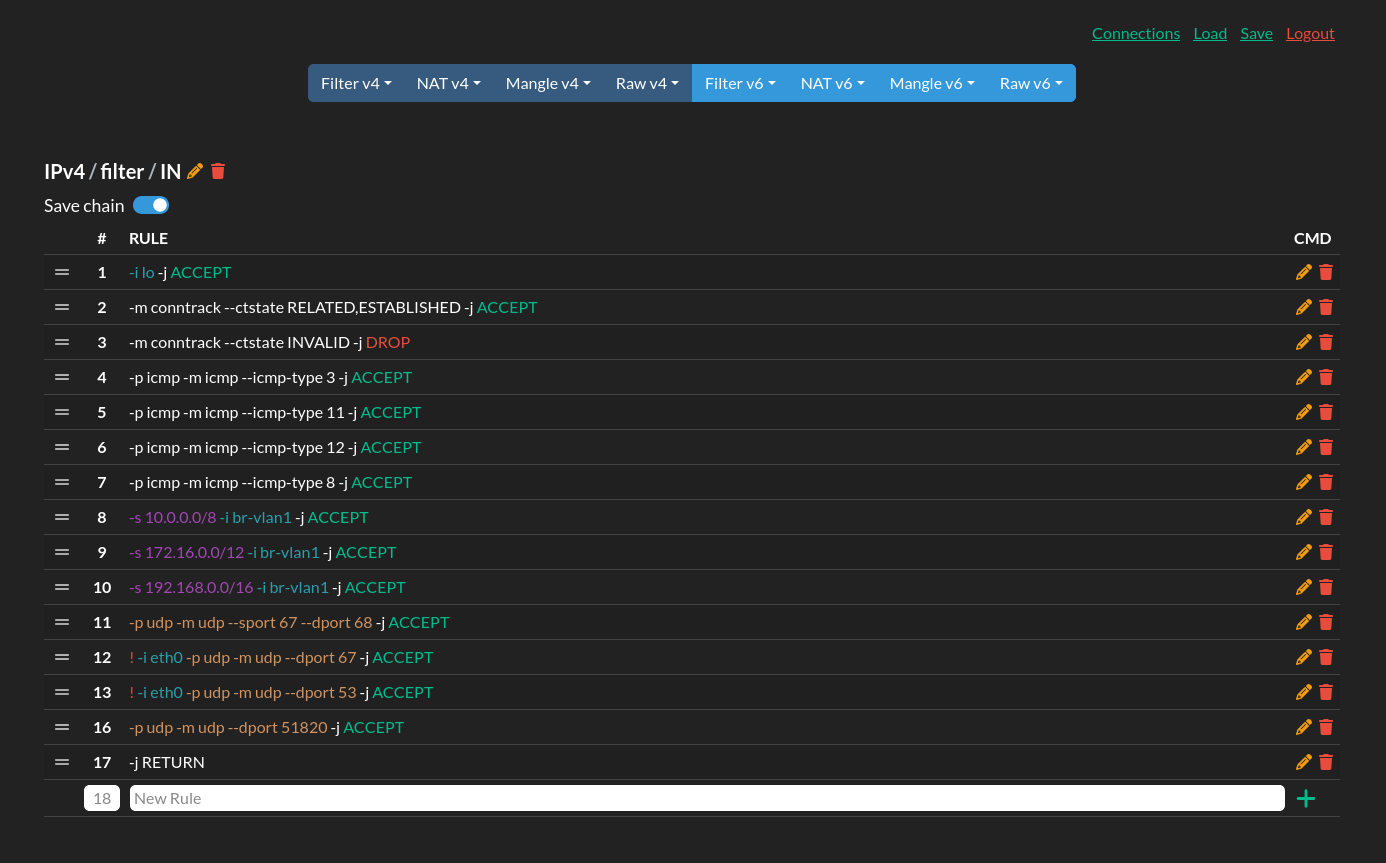 Connections Load Save Logout
Filter v4 NAT v4 Mangle v4 Raw v4 Filter v6 NAT v6 Mangle v6 Raw v6
IPv4 / filter / IN
Save chain
# RULE CMD
1 -i lo -j ACCEPT
2 -m conntrack --ctstate RELATED,ESTABLISHED -j ACCEPT
3 -m conntrack --ctstate INVALID -j DROP
4 -p icmp -m icmp --icmp-type 3 -j ACCEPT
5 -p icmp -m icmp --icmp-type 11 -j ACCEPT
6 -p icmp -m icmp --icmp-type 12 -j ACCEPT
7 -p icmp -m icmp --icmp-type 8 -j ACCEPT
8 -s 10.0.0.0/8 -i br-vlan1 -j ACCEPT
9 -s 172.16.0.0/12 -i br-vlan1 -j ACCEPT
10 -s 192.168.0.0/16 -i br-vlan1 -j ACCEPT
11 -p udp -m udp --sport 67 --dport 68 -j ACCEPT
12 ! -i eth0 -p udp -m udp --dport 67 -j ACCEPT
13 ! -i eth0 -p udp -m udp --dport 53 -j ACCEPT
16 -p udp -m udp --dport 51820 -j ACCEPT
17 -j RETURN
18 New Rule